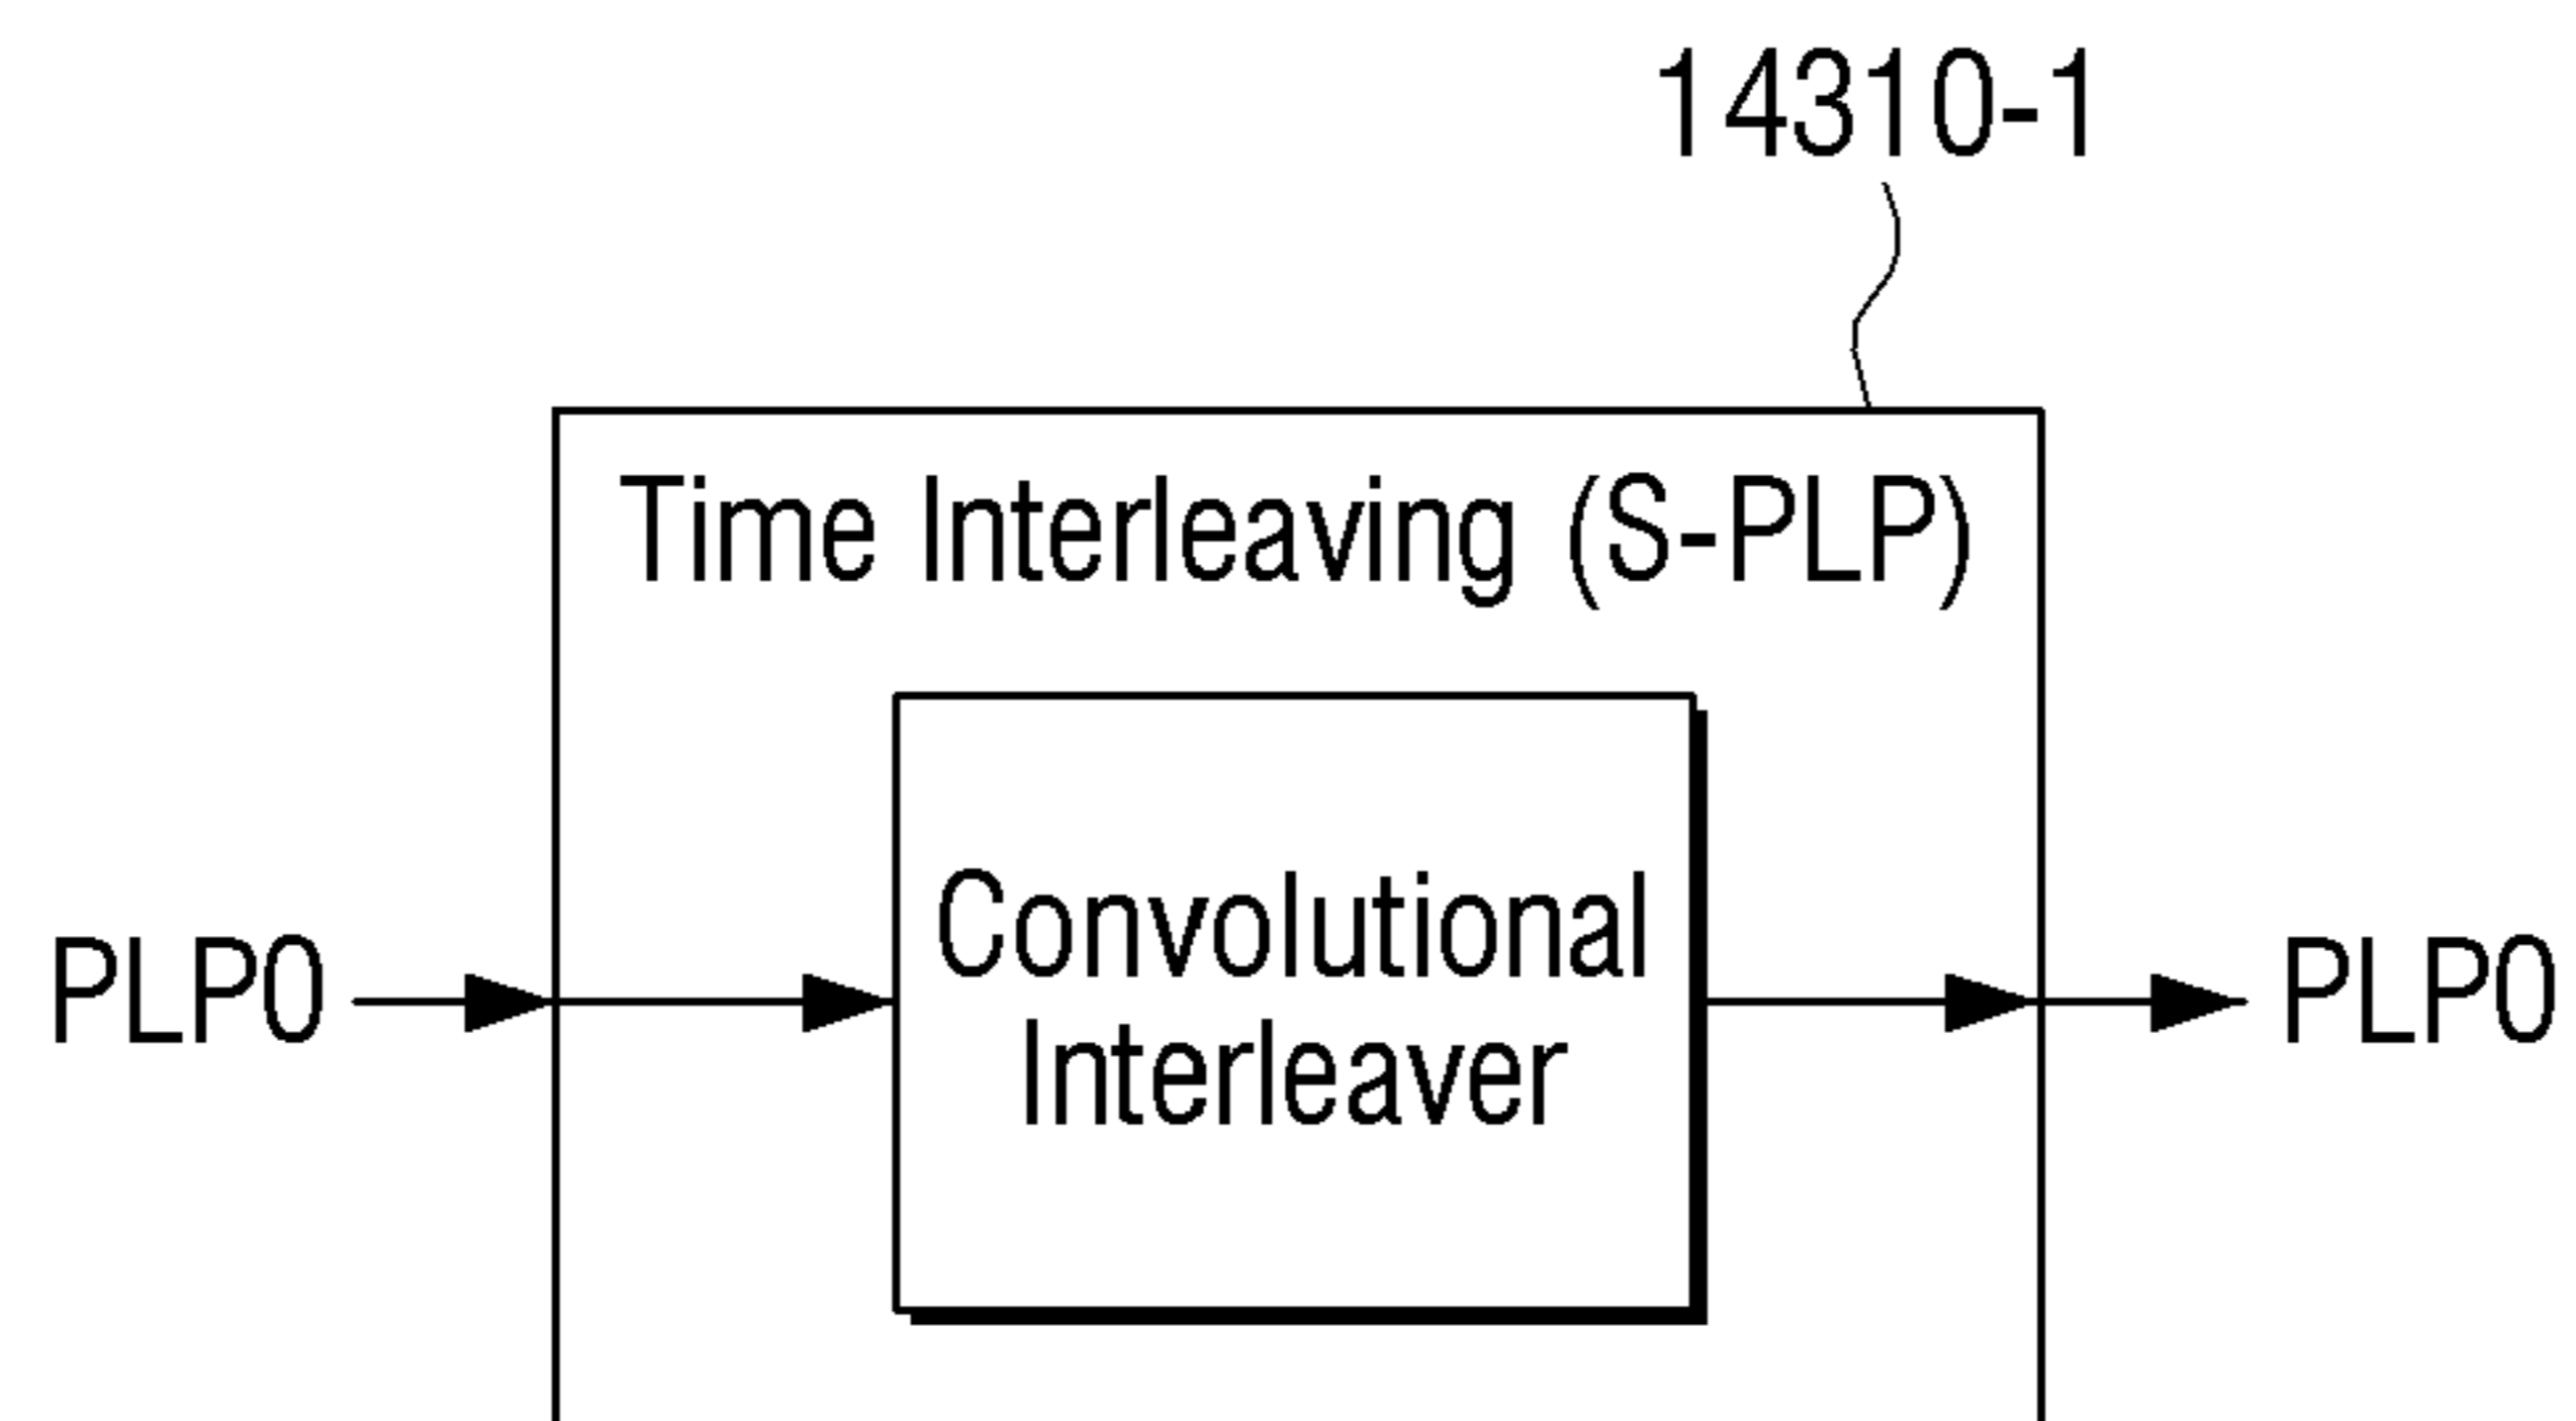 14310-1
Time Interleaving (S-PLP)
Convolutional
Interleaver
PLP0
PLP0